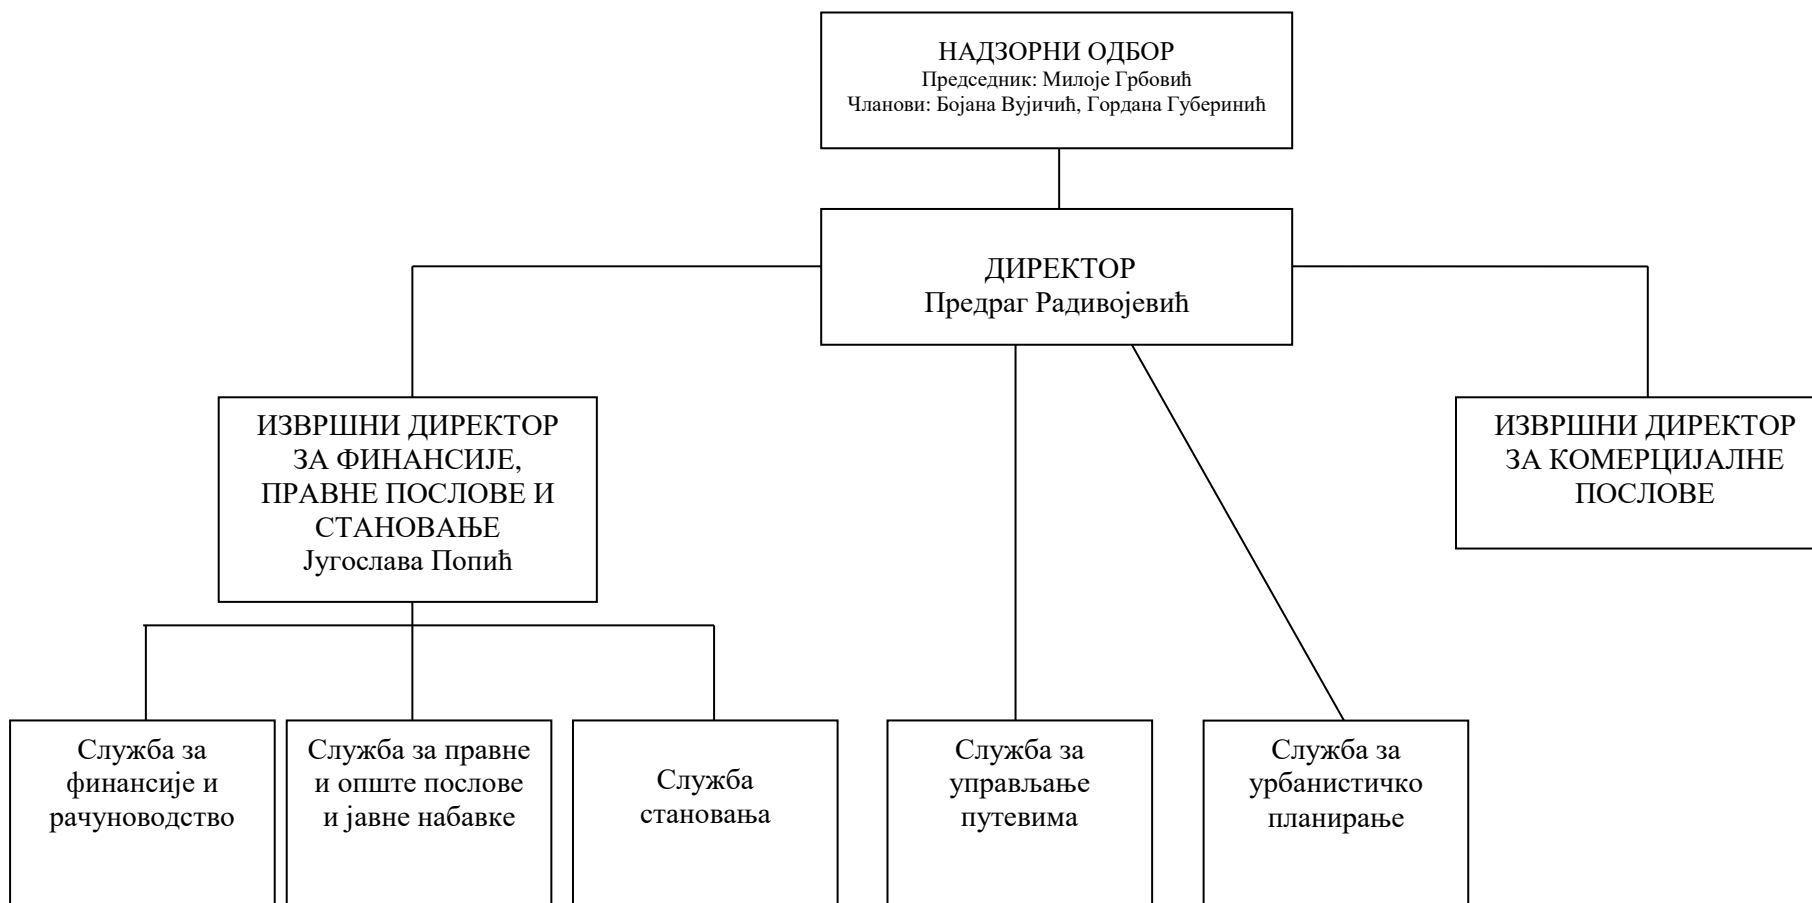 НАДЗОРНИ ОДБОР
Председник: Милоје Грбовић
Чланови: Бојана Вујичић, Гордана Губеринић
ДИРЕКТОР
Предраг Радивојевић
ИЗВРШНИ ДИРЕКТОР
ЗА ФИНАНСИЈЕ,
ПРАВНЕ ПОСЛОВЕ И
СТАНОВАЊЕ
Југослава Попић
ИЗВРШНИ ДИРЕКТОР
ЗА КОМЕРЦИЈАЛНЕ
ПОСЛОВЕ
Служба за
финансије и
рачуноводство
Служба за правне
и опште послове
и јавне набавке
Служба
становања
Служба за
управљање
путевима
Служба за
урбанистичко
планирање